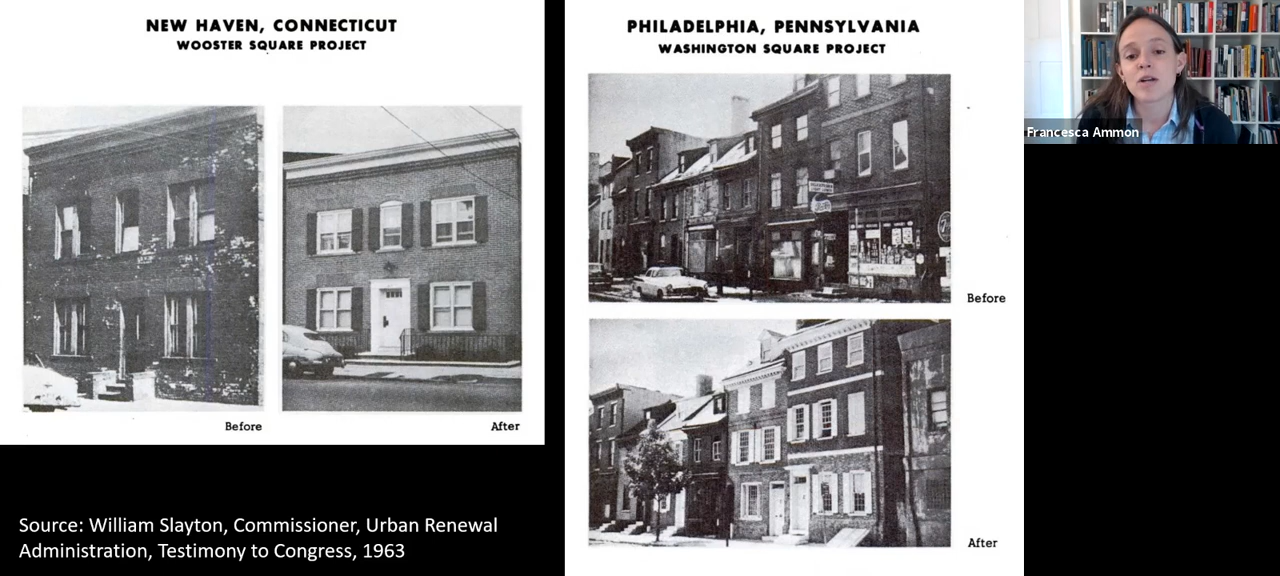 NEW HAVEN, CONNECTICUT
WOOSTER SQUARE PROJECT
Before
After
Source: William Slayton, Commissioner, Urban Renewal
Administration, Testimony to Congress, 1963
PHILADELPHIA, PENNSYLVANIA
WASHINGTON SQUARE PROJECT
Before
After
Francesca Ammon